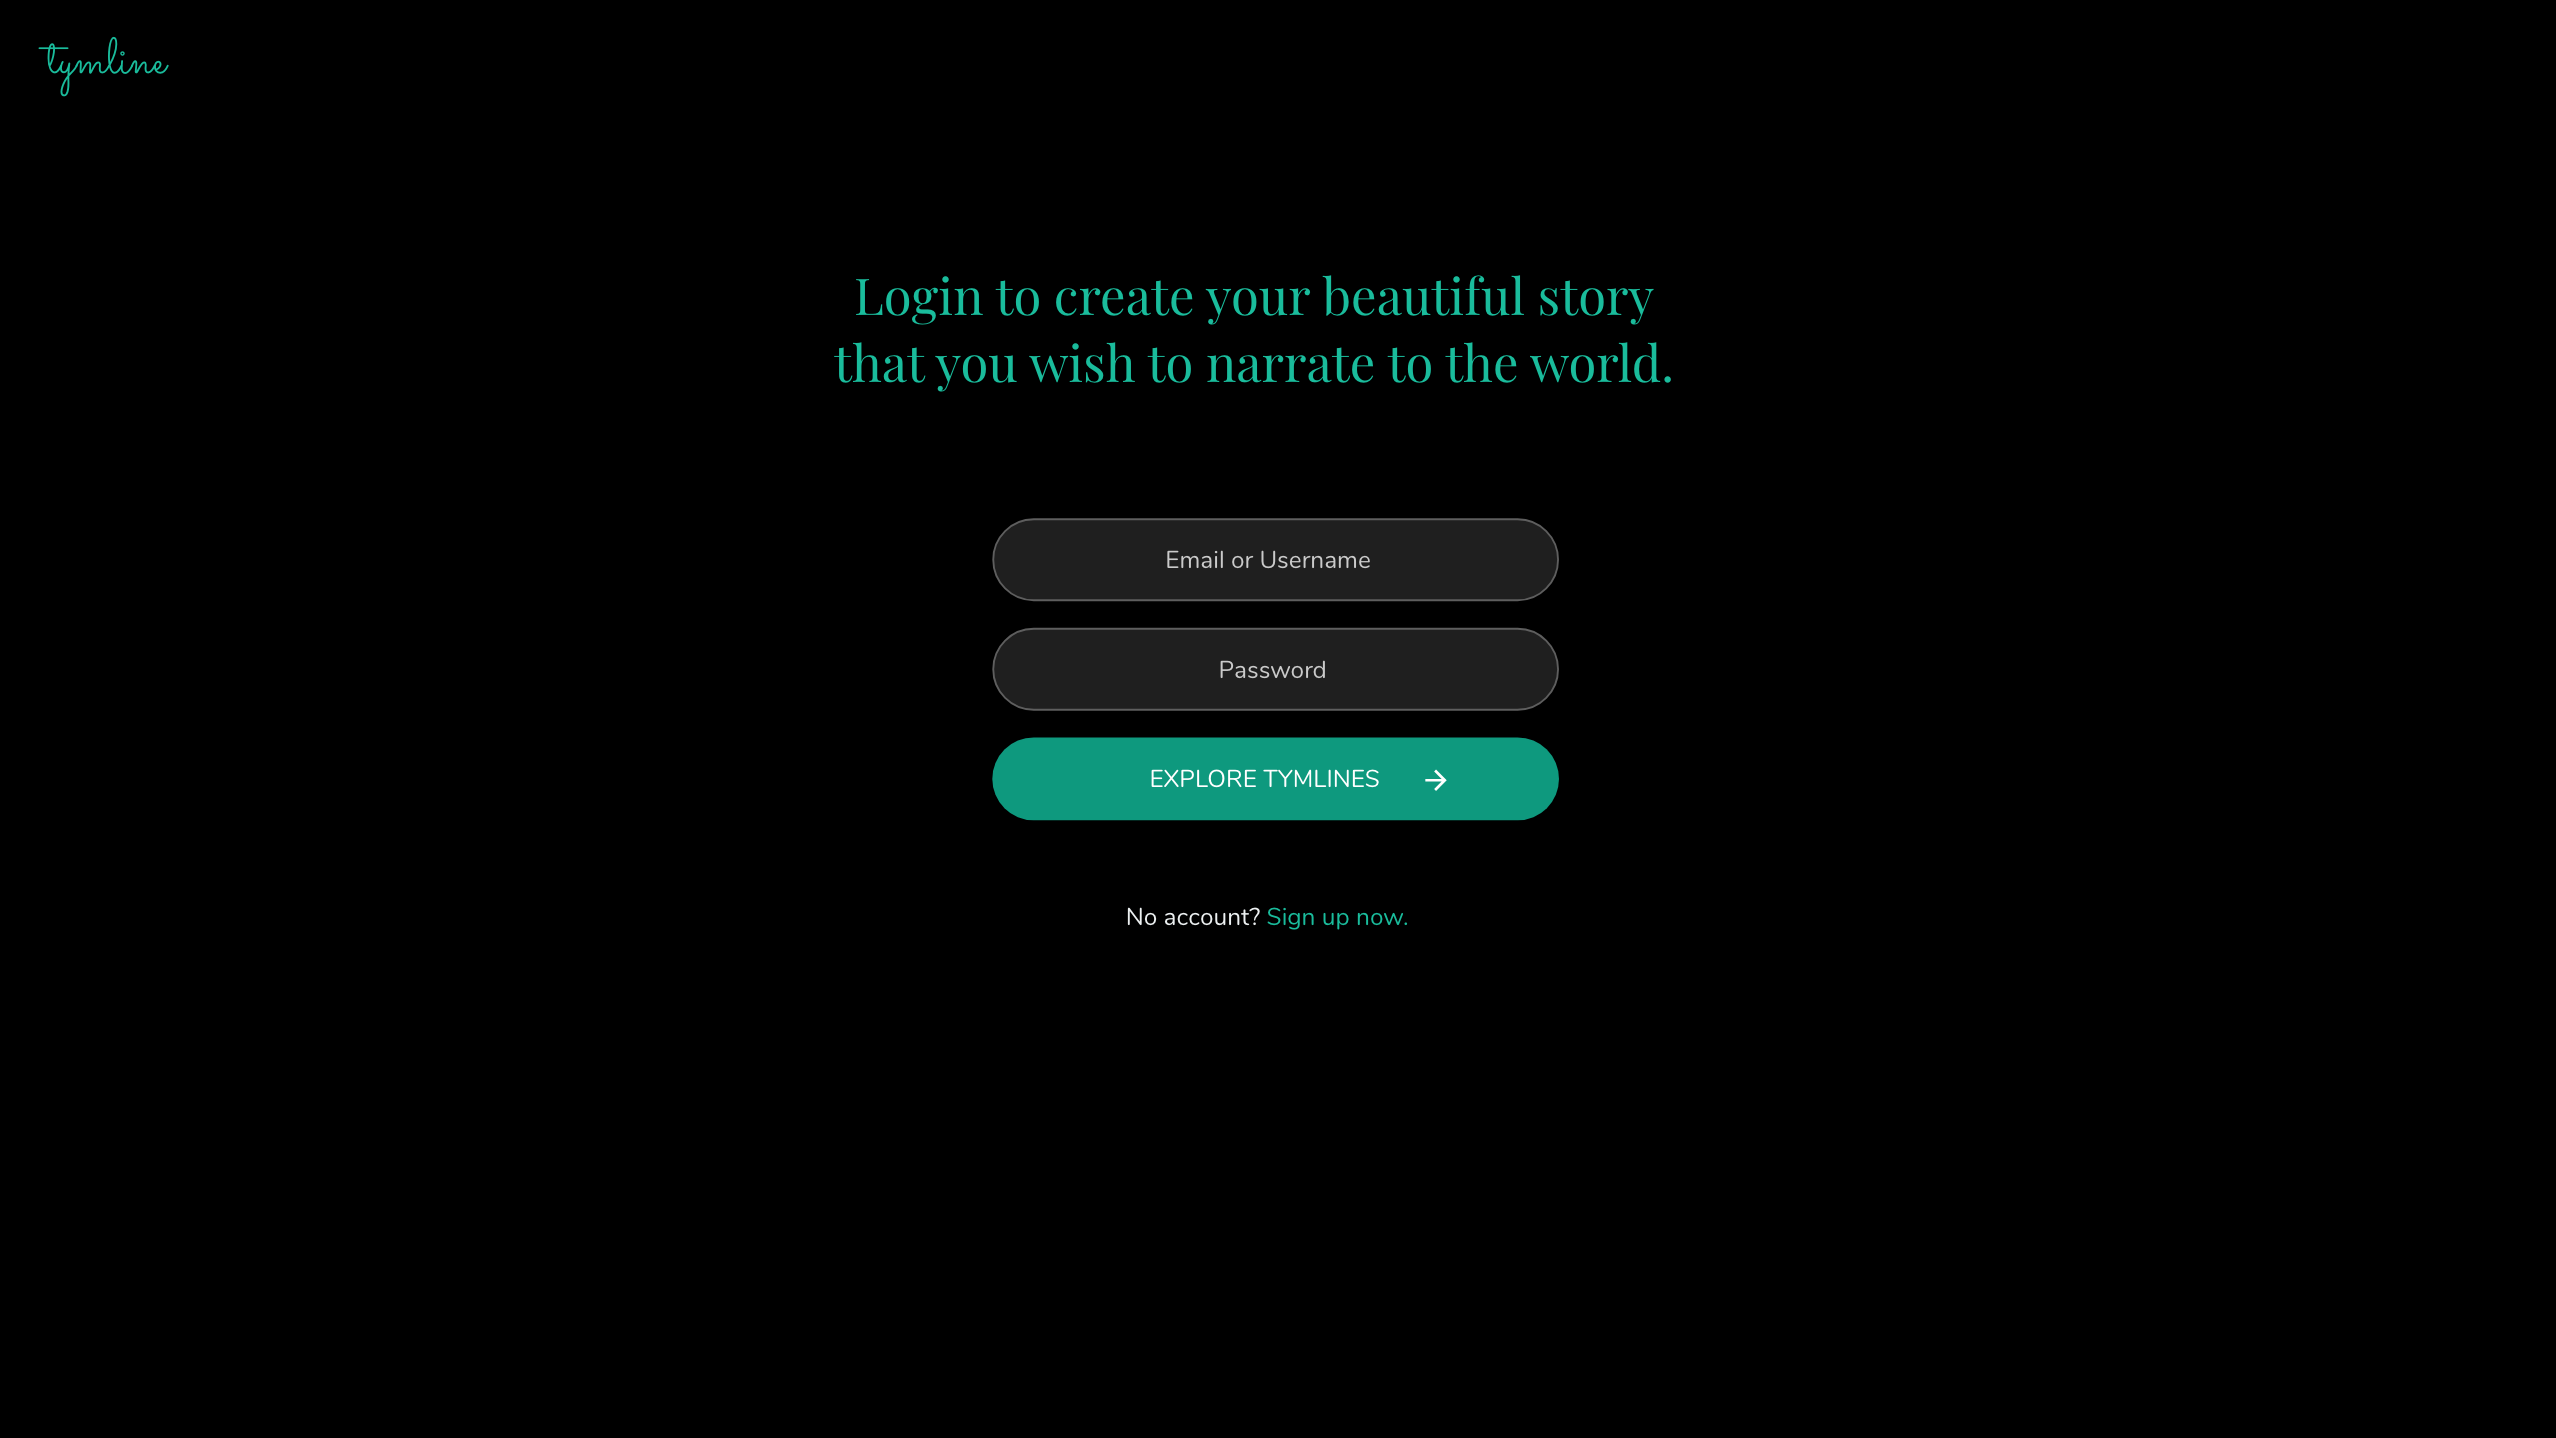 tymline
Login to create your beautiful story
that you wish to narrate to the world.
Email or Username
Password
EXPLORE TYMLINES
No account? Sign up now.